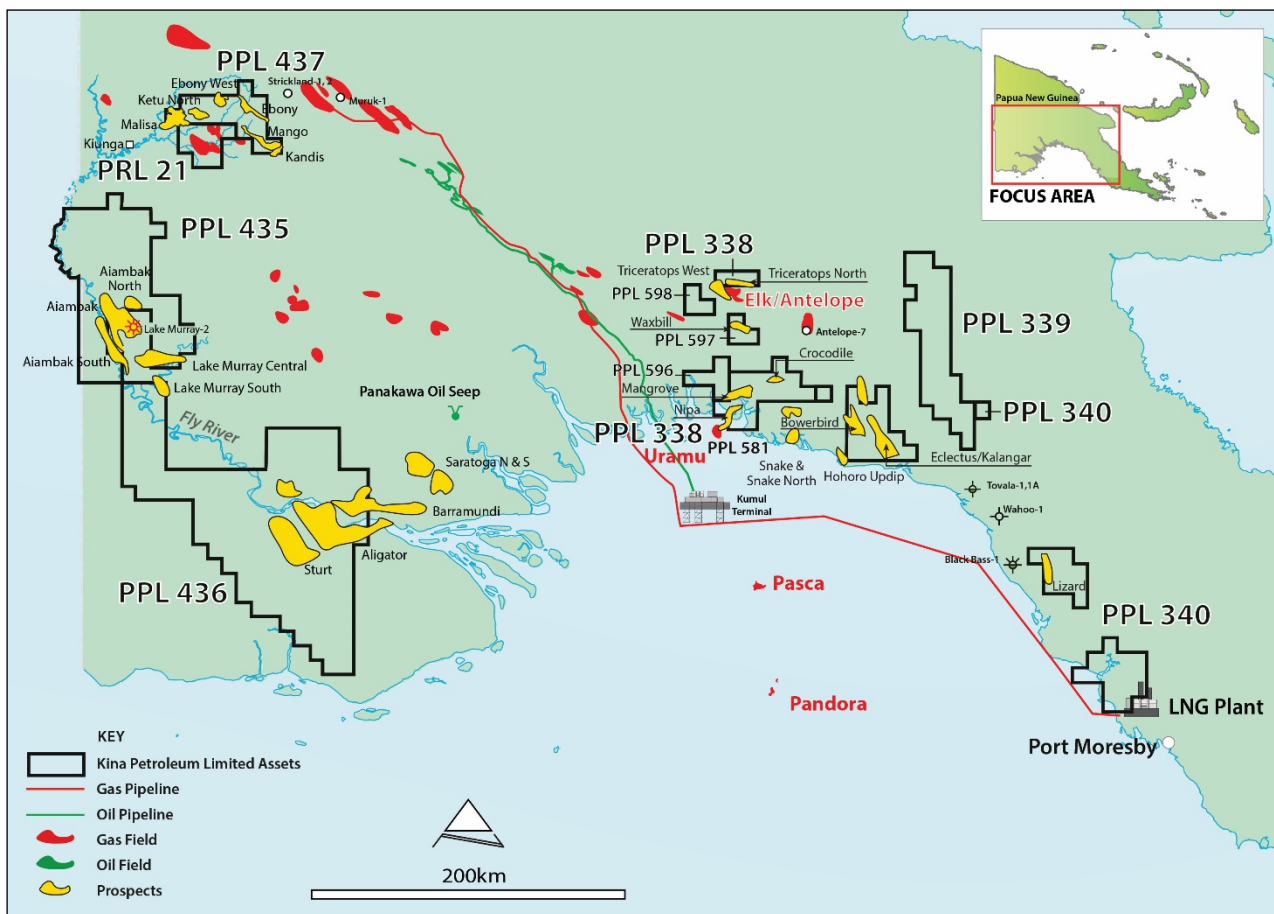 PPL 437
Strickland-1, 2
Ebony West
Muruk-1
Ketu North
Ebony
Malisa
Mango
Kiunga
Kandis
PRL 21
PPL 435
Aiambak
North
Aiambak
Lake Murray-2
Aiambak South
Lake Murray Central
Lake Murray South
Panakawa Oil Seep
Fly River
Saratoga N & S
Barramundi
Aligator
Sturt
PPL 436
PPL 338
Triceratops West
Triceratops North
PPL 598
Elk/Antelope
Waxbill
PPL 597
Antelope-7
PPL 339
Crocodile
PPL 596
Mangrove
Nipa
PPL 340
Bowerbird
PPL 338
PPL 581
Uramu
Eclectus/Kalangar
Snake &
Snake North
Hohoro Updip
Tovala-1,1A
Kumul
Terminal
Wahoo-1
Black Bass-1
Lizard
Pasca
PPL 340
Pandora
LNG Plant
Port Moresby
Papua New Guinea
FOCUS AREA
KEY
Kina Petroleum Limited Assets
Gas Pipeline
Oil Pipeline
Gas Field
Oil Field
Prospects
200km